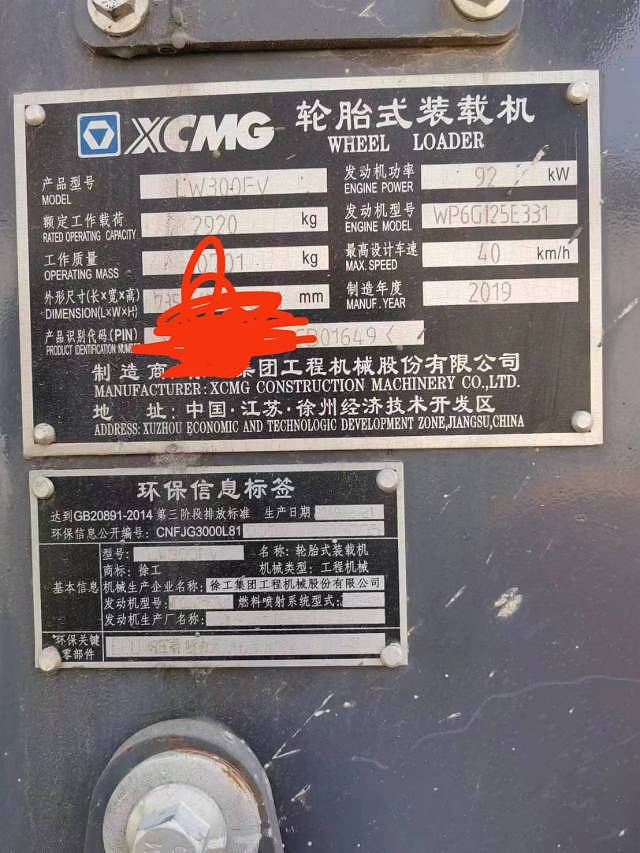 XCMG 轮胎式装载机
WHEEL LOADER
产品型号 MODEL LW300FV
发动机功率 ENGINE POWER 92 kW
额定工作载荷 RATED OPERATING CAPACITY 2920 kg
发动机型号 ENGINE MODEL WP6G125E331
工作质量 OPERATING MASS kg
最高设计车速 MAX. SPEED 40 km/h
外形尺寸(长×宽×高) DIMENSION(L×W×H) mm
制造年度 MANUF. YEAR 2019
产品识别代码(PIN) PRODUCT IDENTIFICATION 01649<
制造商 集团工程机械股份有限公司
MANUFACTURER: XCMG CONSTRUCTION MACHINERY CO.,LTD.
地 址: 中国·江苏·徐州经济技术开发区
ADDRESS: XUZHOU ECONOMIC AND TECHNOLOGIC DEVELOPMENT ZONE,JIANGSU,CHINA
环保信息标签
达到GB20891-2014 第三阶段排放标准 生产日期
环保信息公开编号: CNFJG3000L81
型号: 名称: 轮胎式装载机
商标: 徐工 机械类型: 工程机械
基本信息 机械生产企业名称: 徐工集团工程机械股份有限公司
发动机型号: 燃料喷射系统型式:
发动机生产厂名称:
环保关键零部件